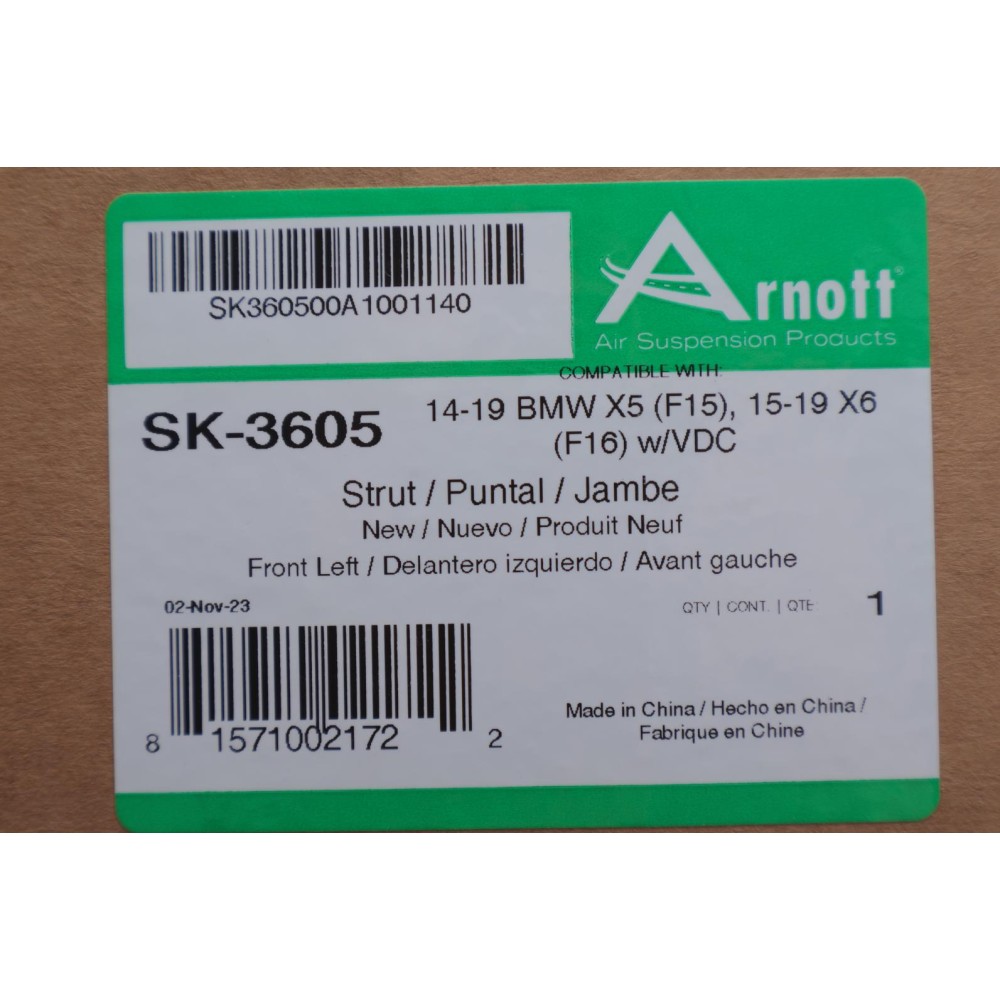 SK360500A1001140
Arnott®
Air Suspension Products
COMPATIBLE WITH:
SK-3605
14-19 BMW X5 (F15), 15-19 X6
(F16) w/VDC
Strut / Puntal / Jambe
New / Nuevo / Produit Neuf
Front Left / Delantero izquierdo / Avant gauche
02-Nov-23
QTY | CONT. | QTE: 1
8 1571002172 2
Made in China / Hecho en China /
Fabrique en Chine